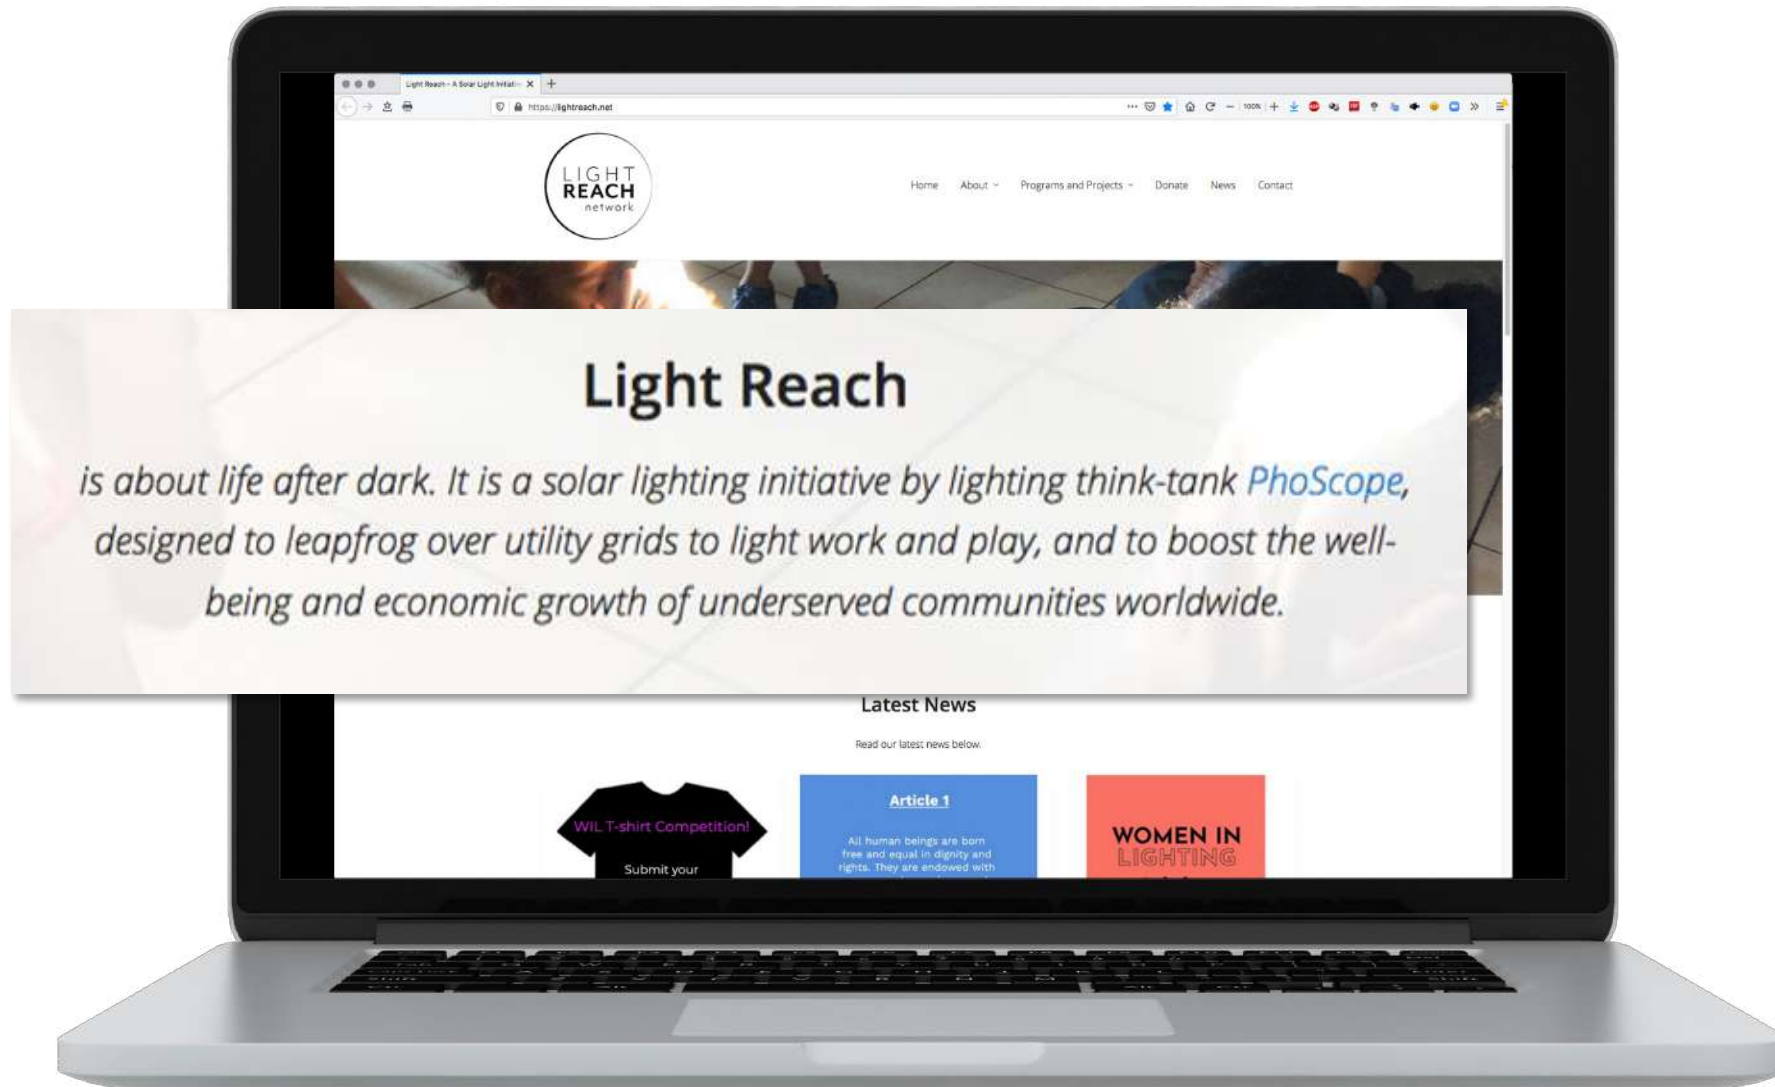 Light Reach – A Solar Light Initiativ
https://lightreach.net
100%
LIGHT
REACH
network
Home About Programs and Projects Donate News Contact
Light Reach
is about life after dark. It is a solar lighting initiative by lighting think-tank PhoScope,
designed to leapfrog over utility grids to light work and play, and to boost the well-
being and economic growth of underserved communities worldwide.
Latest News
Read our latest news below.
WIL T-shirt Competition!
Submit your
Article 1
All human beings are born
free and equal in dignity and
rights. They are endowed with
WOMEN IN
LIGHTING